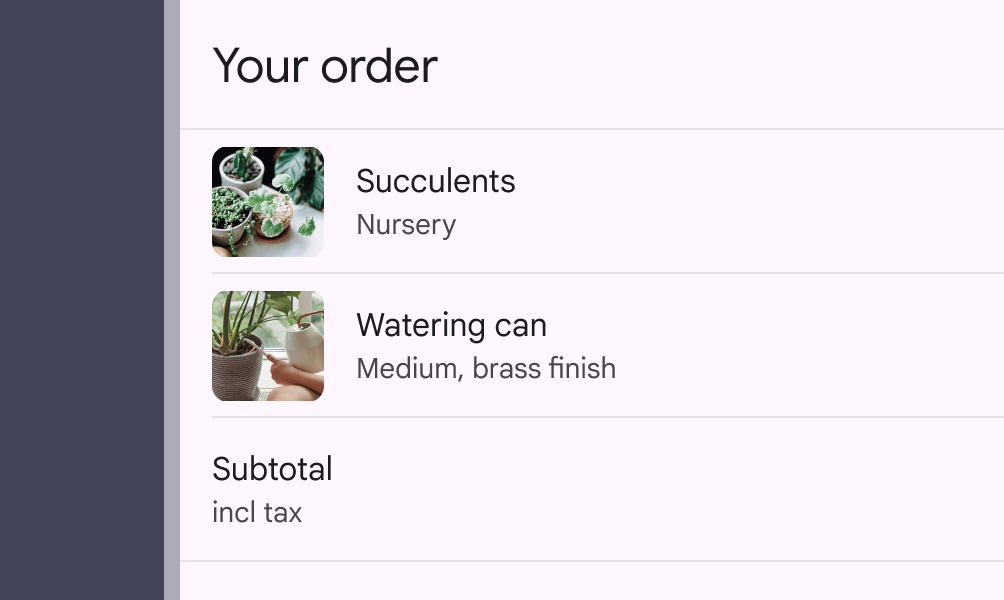 Your order
Succulents
Nursery
Watering can
Medium, brass finish
Subtotal
incl tax